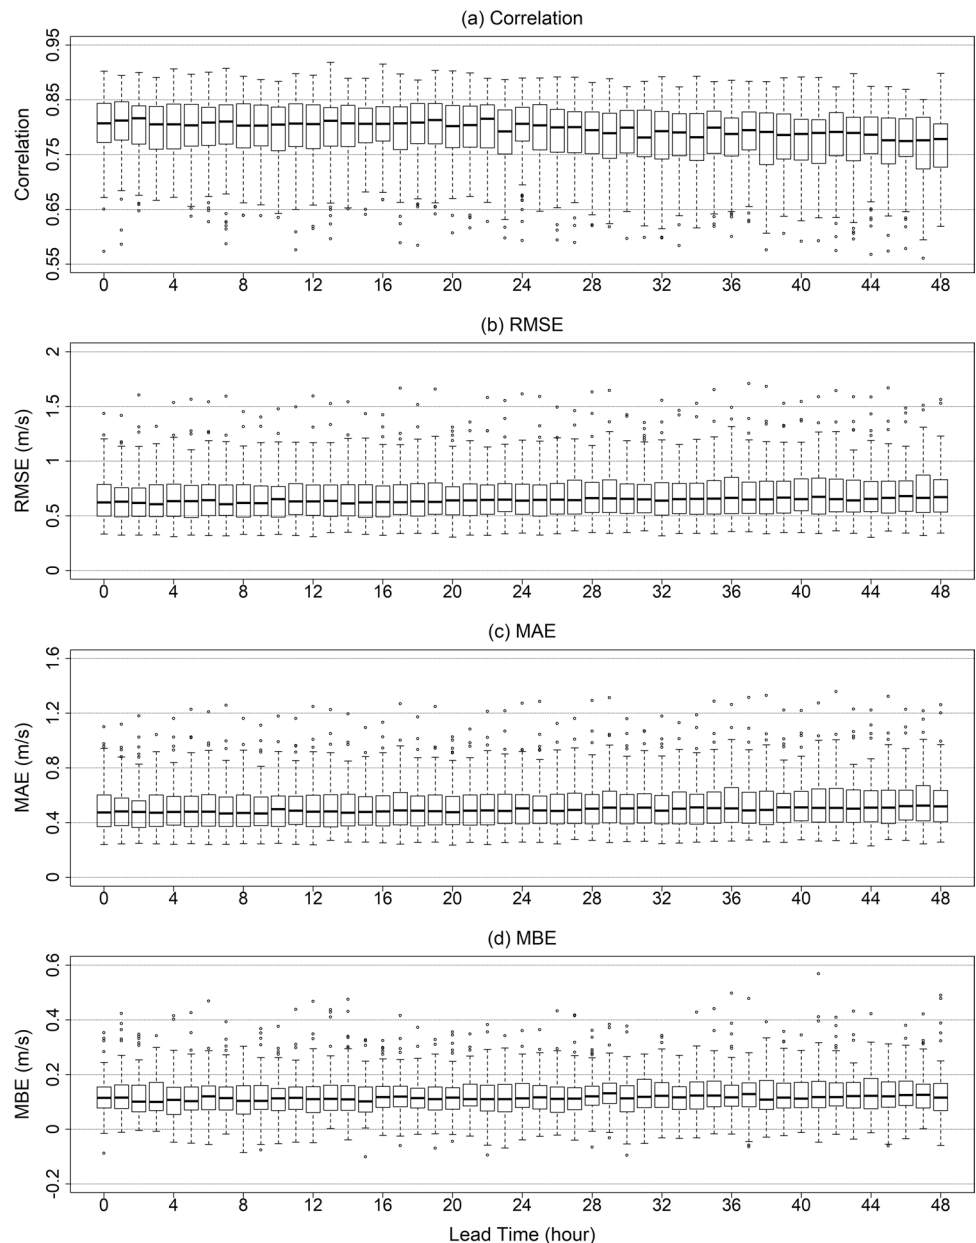 (a) Correlation
Correlation
0.95
0.85
0.75
0.65
0.55
0 4 8 12 16 20 24 28 32 36 40 44 48
(b) RMSE
RMSE (m/s)
2
1.5
1
0.5
0
0 4 8 12 16 20 24 28 32 36 40 44 48
(c) MAE
MAE (m/s)
1.6
1.2
0.8
0.4
0
0 4 8 12 16 20 24 28 32 36 40 44 48
(d) MBE
MBE (m/s)
0.6
0.4
0.2
0
-0.2
0 4 8 12 16 20 24 28 32 36 40 44 48
Lead Time (hour)